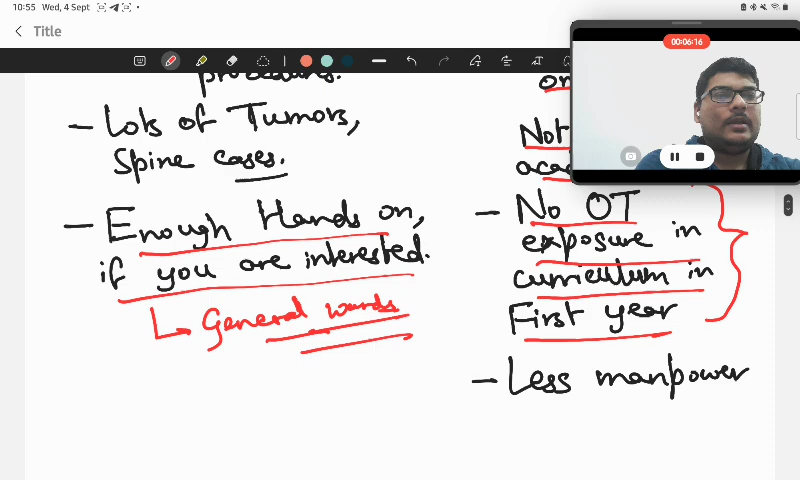 10:55 Wed, 4 Sept
Title
00:06:16
procedures.
- Lots of Tumors,
Spine cases.
- Enough Hands on,
if you are interested.
↳ General wards
Not
- No OT
exposure in
curriculum in
First year
- Less manpower